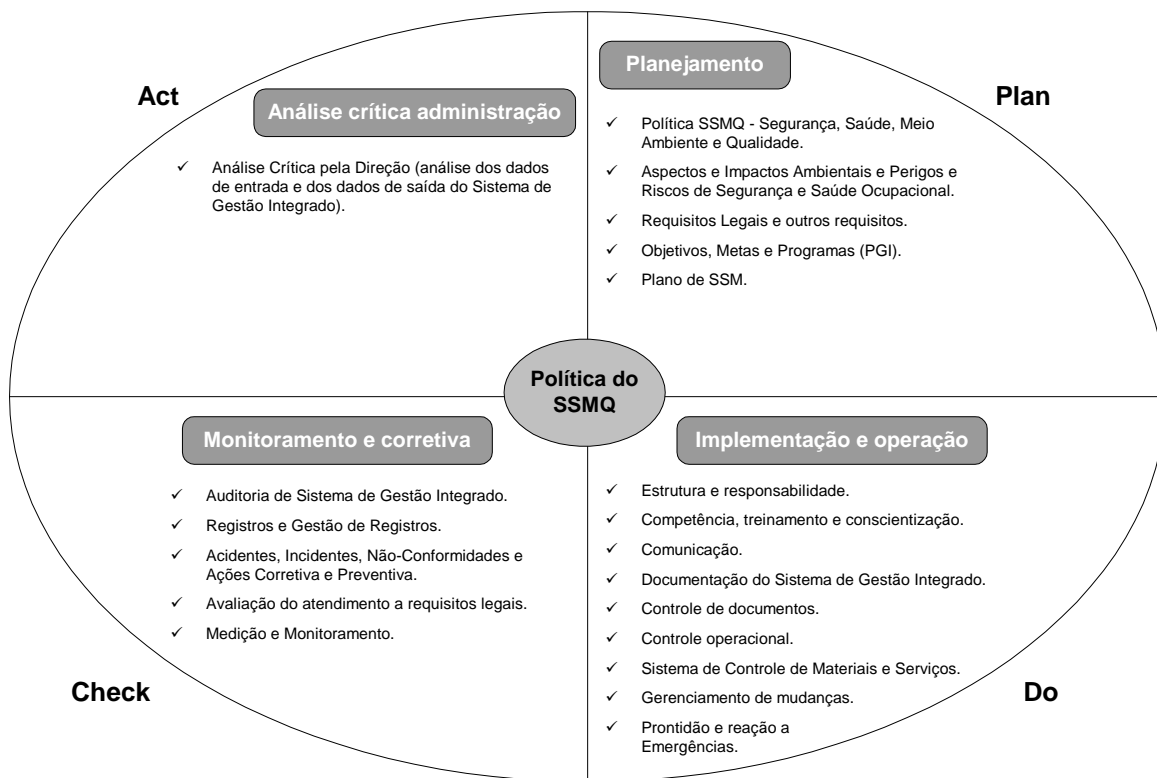 Act
Análise crítica administração
✓ Análise Crítica pela Direção (análise dos dados
de entrada e dos dados de saída do Sistema de
Gestão Integrado).
Planejamento
Plan
✓ Política SSMQ - Segurança, Saúde, Meio
Ambiente e Qualidade.
✓ Aspectos e Impactos Ambientais e Perigos e
Riscos de Segurança e Saúde Ocupacional.
✓ Requisitos Legais e outros requisitos.
✓ Objetivos, Metas e Programas (PGI).
✓ Plano de SSM.
Política do
SSMQ
Monitoramento e corretiva
✓ Auditoria de Sistema de Gestão Integrado.
✓ Registros e Gestão de Registros.
✓ Acidentes, Incidentes, Não-Conformidades e
Ações Corretiva e Preventiva.
✓ Avaliação do atendimento a requisitos legais.
✓ Medição e Monitoramento.
Check
Implementação e operação
✓ Estrutura e responsabilidade.
✓ Competência, treinamento e conscientização.
✓ Comunicação.
✓ Documentação do Sistema de Gestão Integrado.
✓ Controle de documentos.
✓ Controle operacional.
✓ Sistema de Controle de Materiais e Serviços.
✓ Gerenciamento de mudanças.
✓ Prontidão e reação a
Emergências.
Do